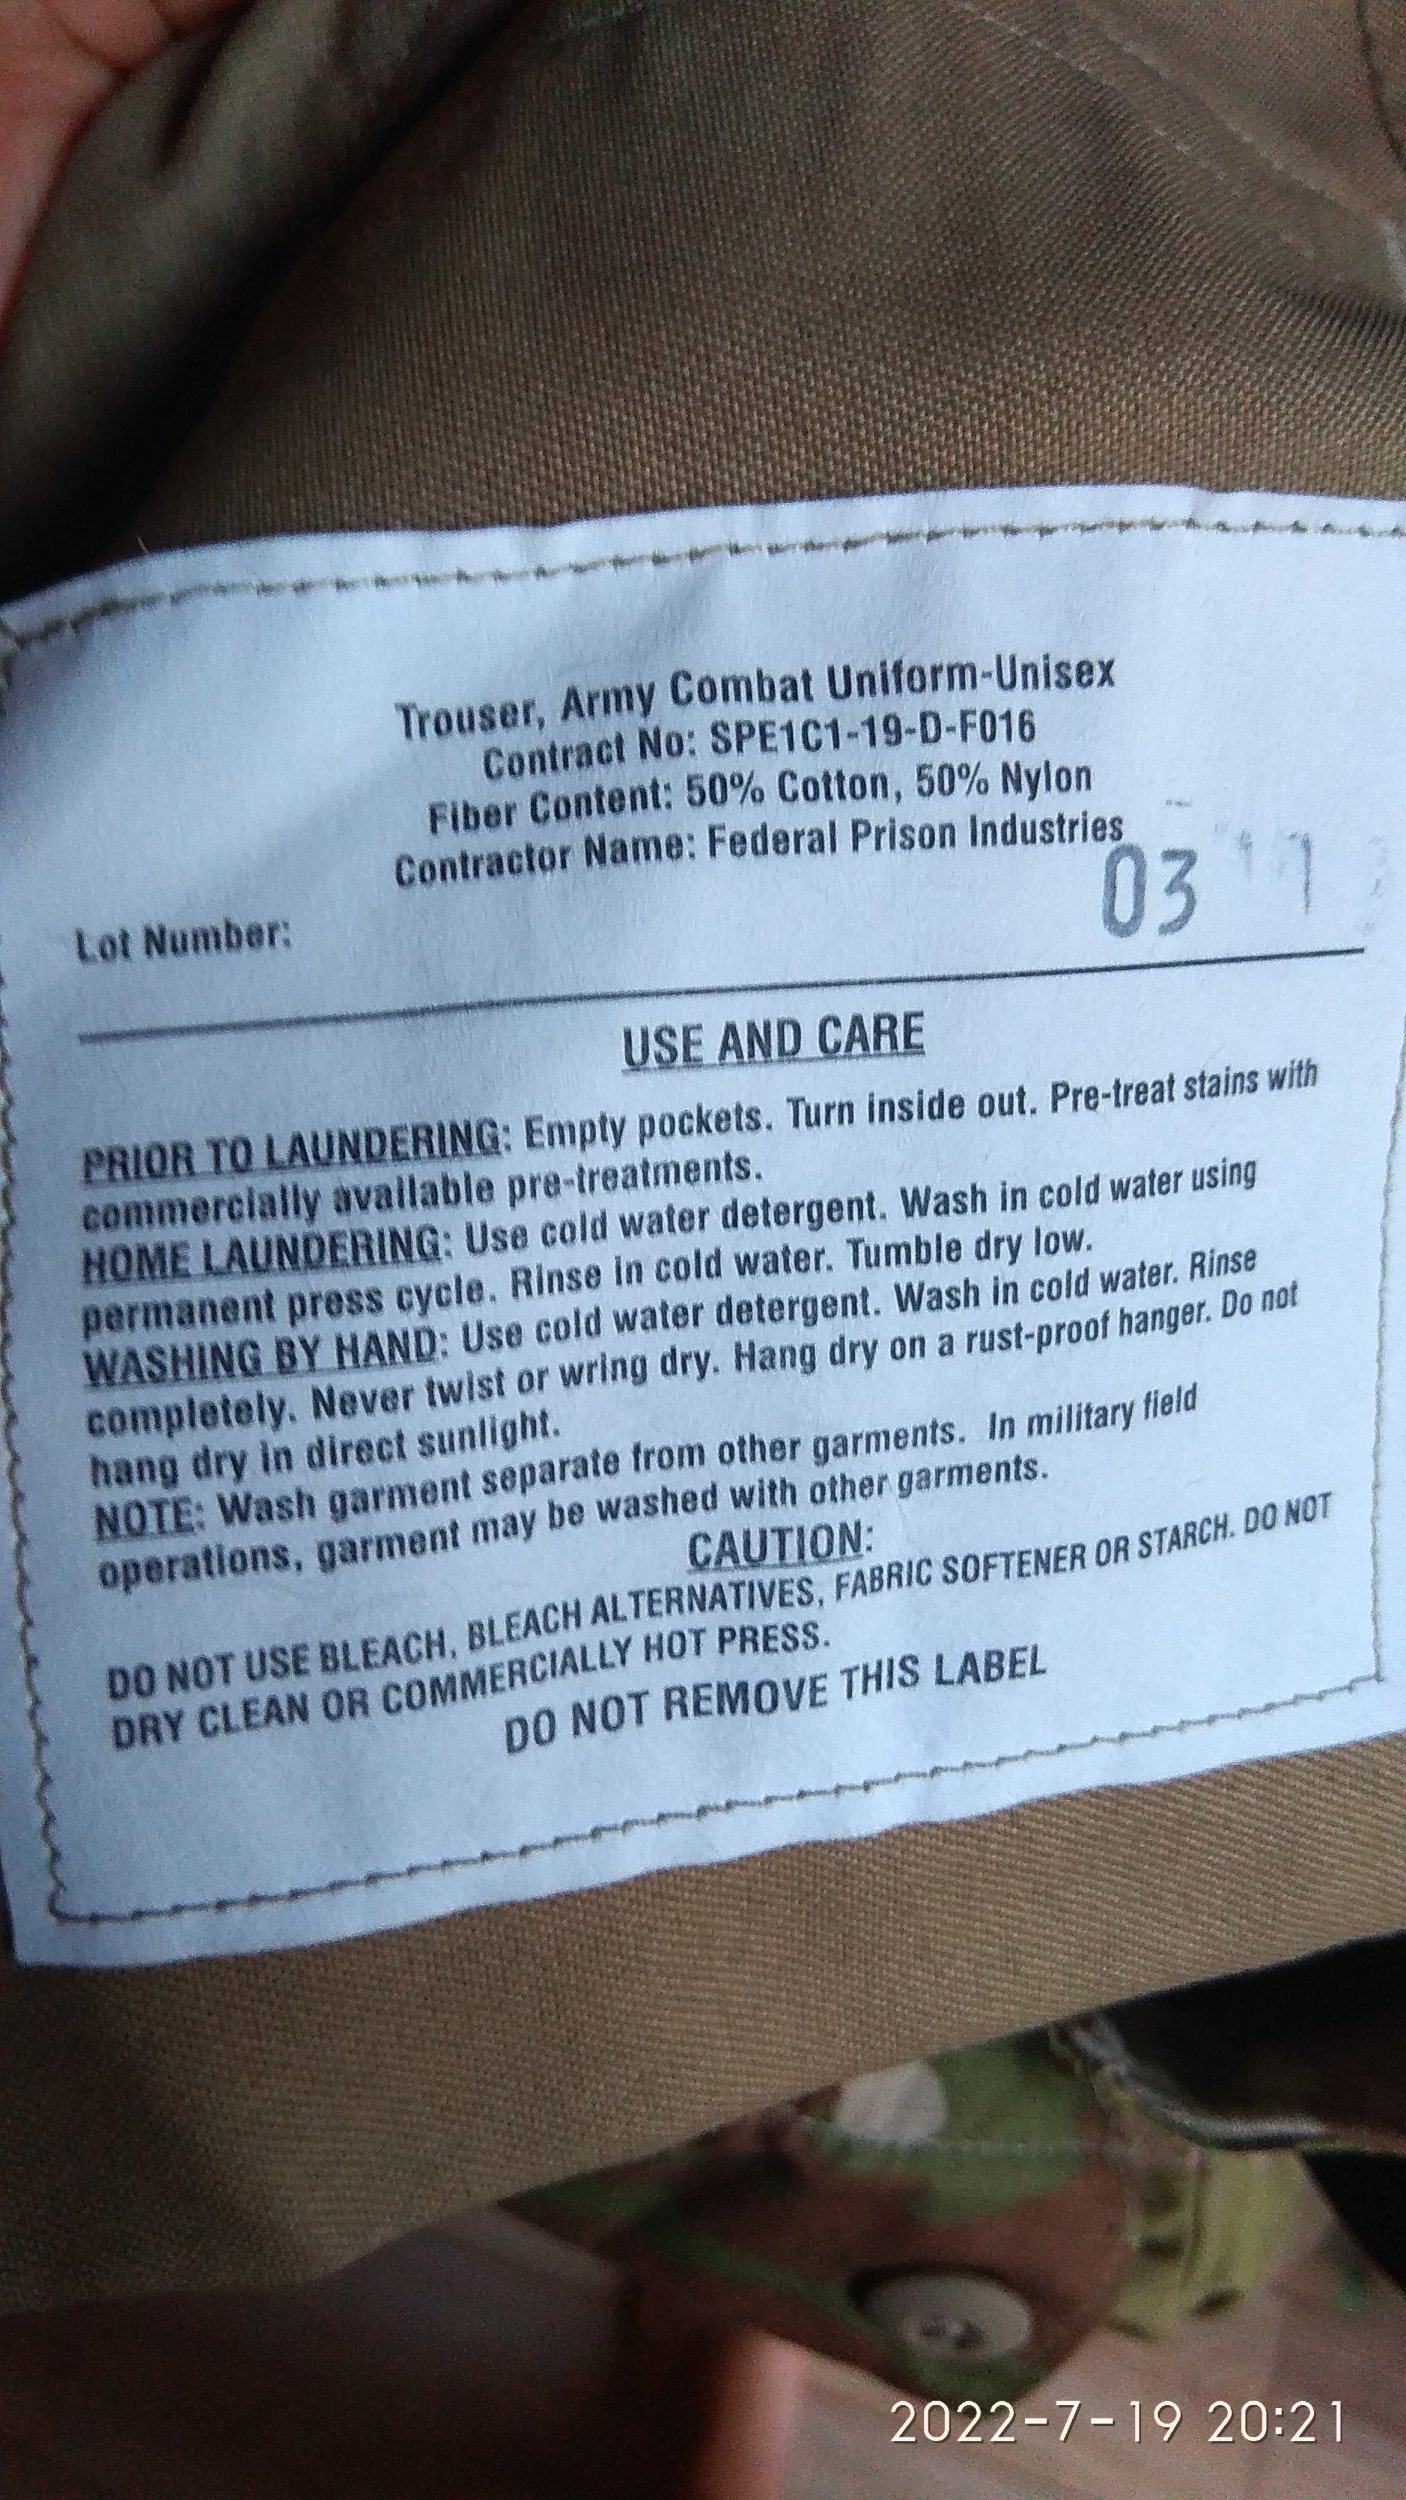 Trouser, Army Combat Uniform-Unisex
Contract No: SPE1C1-19-D-F016
Fiber Content: 50% Cotton, 50% Nylon
Contractor Name: Federal Prison Industries
Lot Number: 03
USE AND CARE
PRIOR TO LAUNDERING: Empty pockets. Turn inside out. Pre-treat stains with
commercially available pre-treatments.
HOME LAUNDERING: Use cold water detergent. Wash in cold water using
permanent press cycle. Rinse in cold water. Tumble dry low.
WASHING BY HAND: Use cold water detergent. Wash in cold water. Rinse
completely. Never twist or wring dry. Hang dry on a rust-proof hanger. Do not
hang dry in direct sunlight.
NOTE: Wash garment separate from other garments. In military field
operations, garment may be washed with other garments.
CAUTION:
DO NOT USE BLEACH, BLEACH ALTERNATIVES, FABRIC SOFTENER OR STARCH. DO NOT
DRY CLEAN OR COMMERCIALLY HOT PRESS.
DO NOT REMOVE THIS LABEL
2022-7-19 20:21